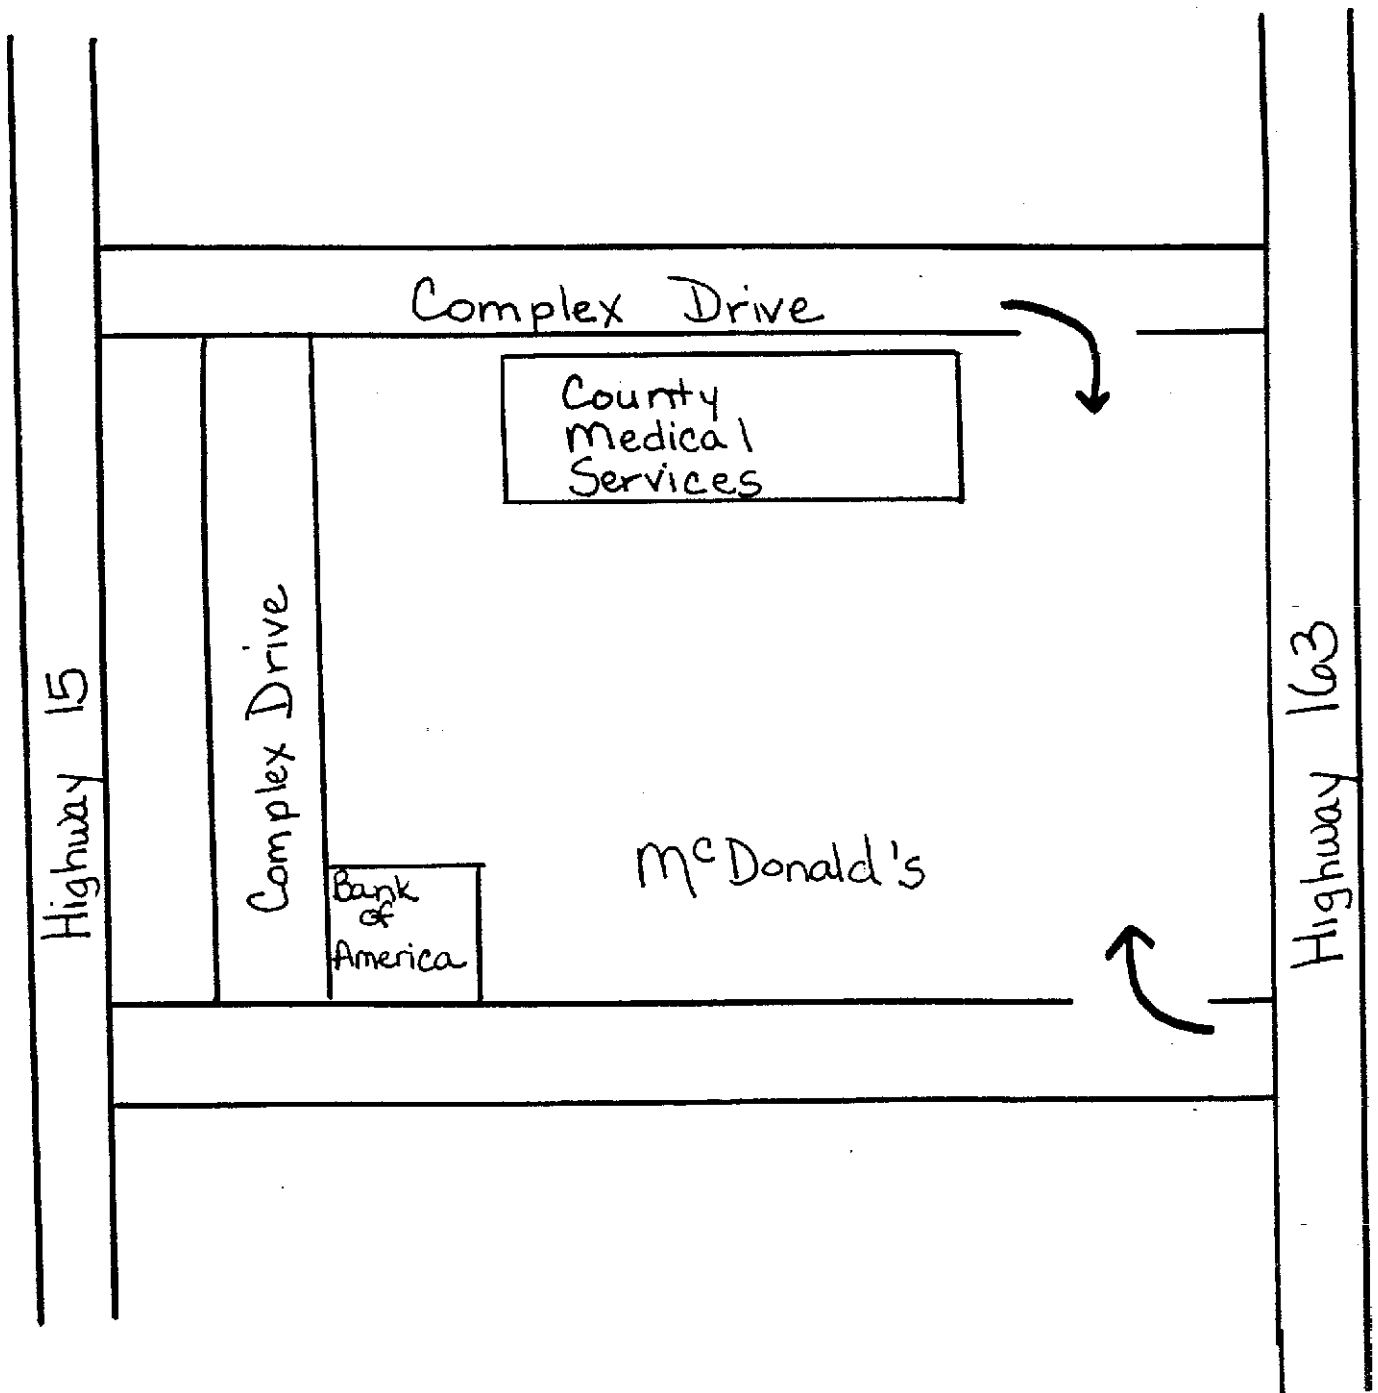 Complex Drive
County
Medical
Services
Highway 15
Complex Drive
Highway 163
McDonald's
Bank
of
America